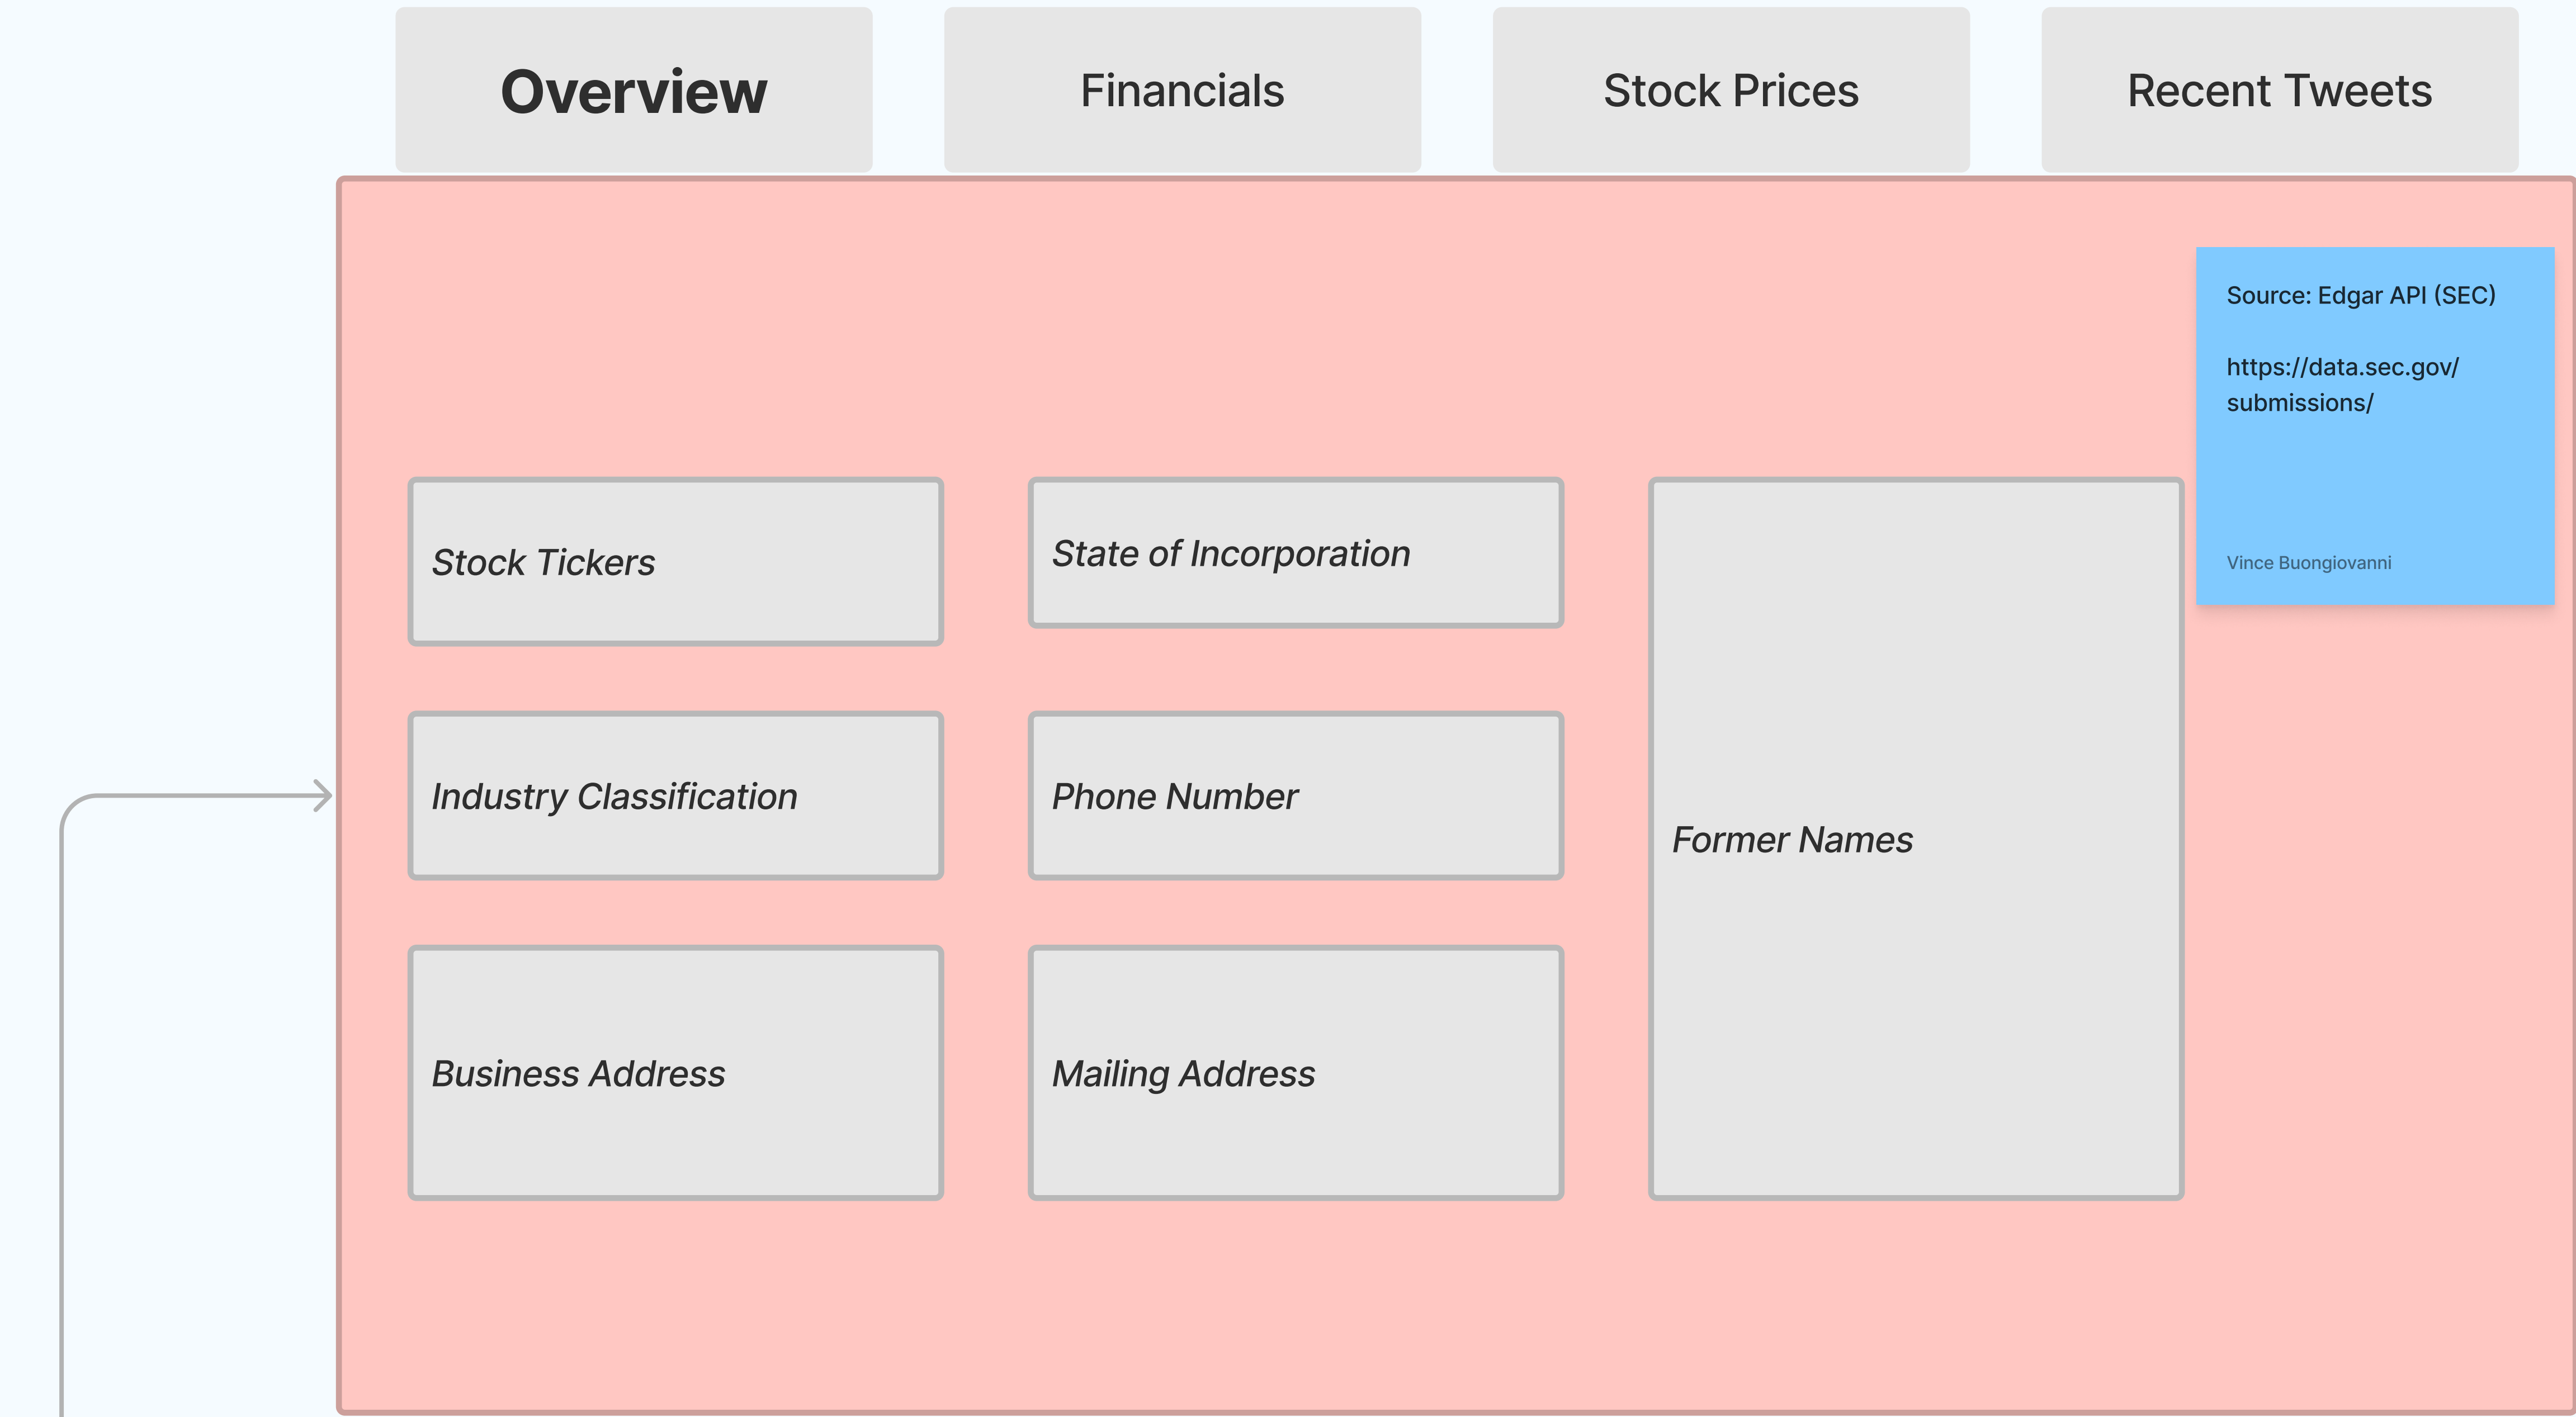 Overview
Financials
Stock Prices
Recent Tweets
Source: Edgar API (SEC)
https://data.sec.gov/
submissions/
Vince Buongiovanni
Stock Tickers
State of Incorporation
Industry Classification
Phone Number
Former Names
Business Address
Mailing Address